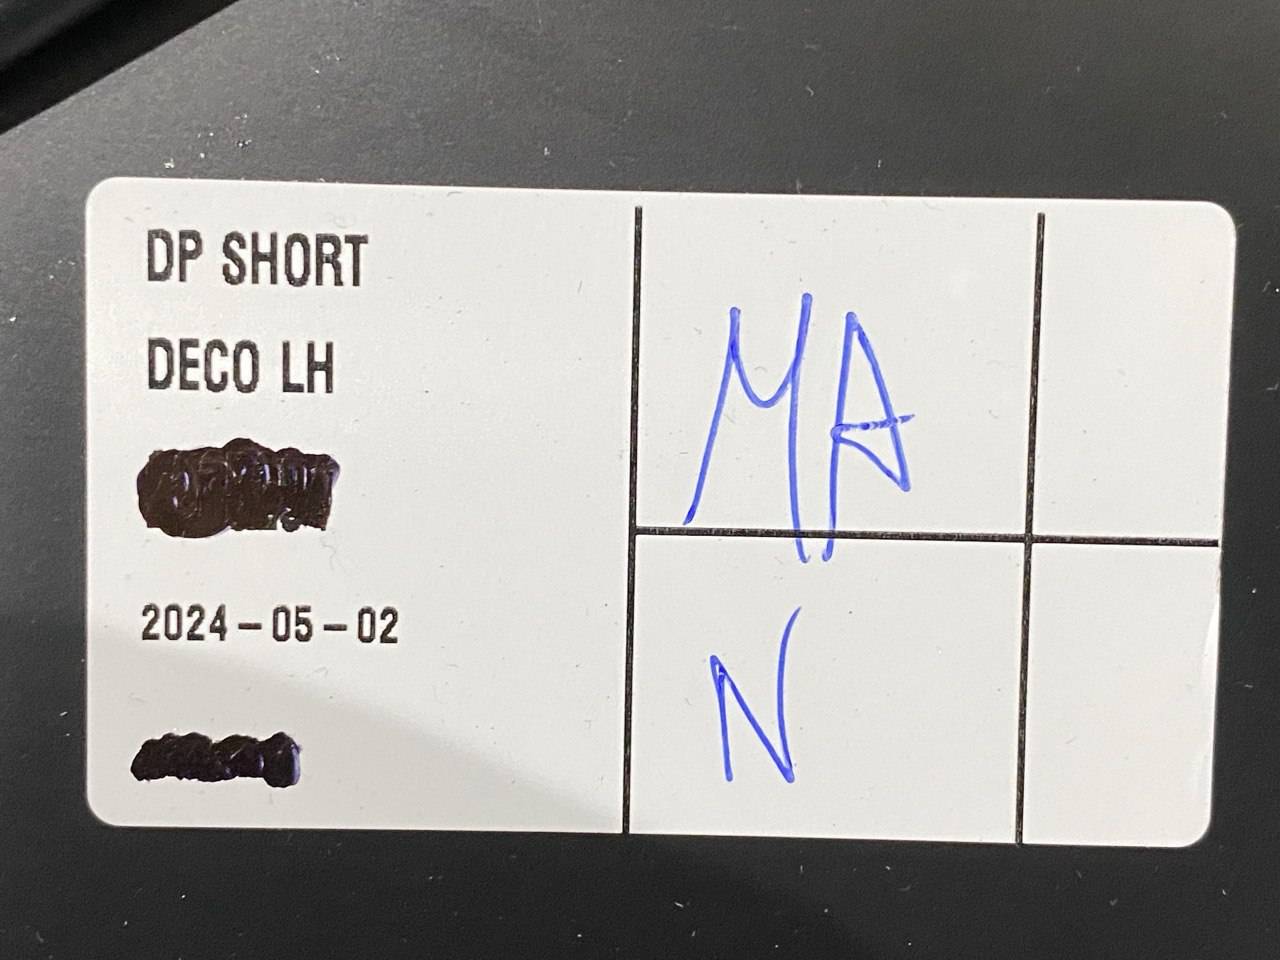 DP SHORT
DECO LH
2024-05-02
MA
N